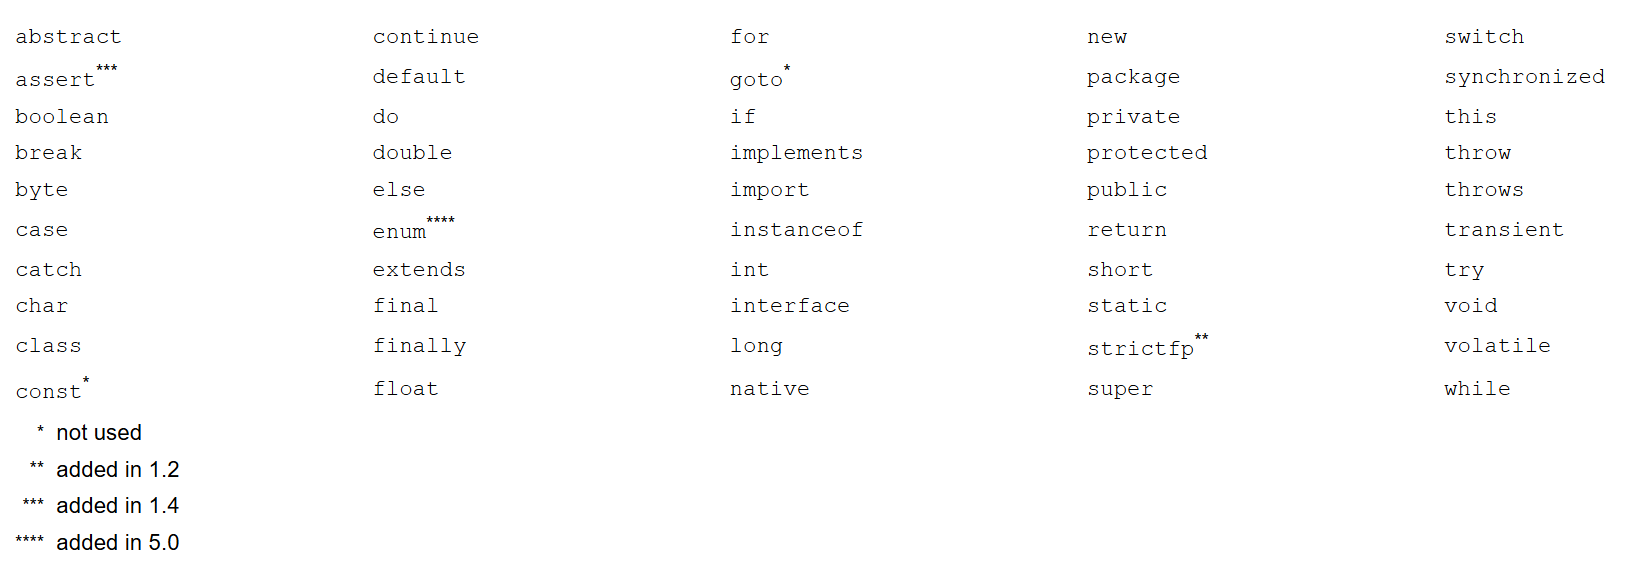 abstract continue for new switch
assert*** default goto* package synchronized
boolean do if private this
break double implements protected throw
byte else import public throws
case enum**** instanceof return transient
catch extends int short try
char final interface static void
class finally long strictfp** volatile
const* float native super while
* not used
** added in 1.2
*** added in 1.4
**** added in 5.0